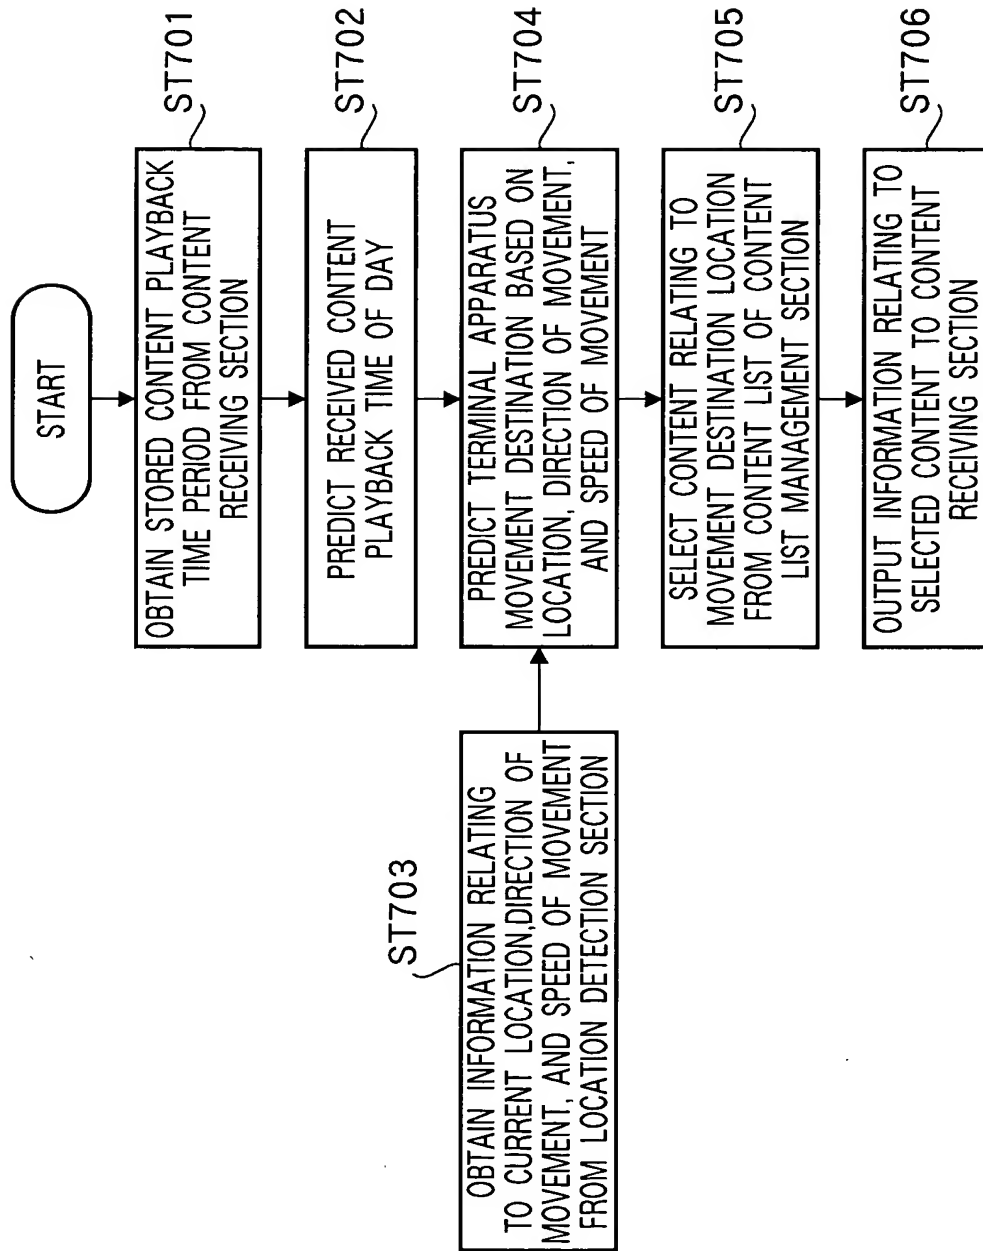 START
OBTAIN STORED CONTENT PLAYBACK
TIME PERIOD FROM CONTENT
RECEIVING SECTION
ST701
PREDICT RECEIVED CONTENT
PLAYBACK TIME OF DAY
ST702
OBTAIN INFORMATION RELATING
TO CURRENT LOCATION,DIRECTION OF
MOVEMENT, AND SPEED OF MOVEMENT
FROM LOCATION DETECTION SECTION
ST703
PREDICT TERMINAL APPARATUS
MOVEMENT DESTINATION BASED ON
LOCATION, DIRECTION OF MOVEMENT,
AND SPEED OF MOVEMENT
ST704
SELECT CONTENT RELATING TO
MOVEMENT DESTINATION LOCATION
FROM CONTENT LIST OF CONTENT
LIST MANAGEMENT SECTION
ST705
OUTPUT INFORMATION RELATING TO
SELECTED CONTENT TO CONTENT
RECEIVING SECTION
ST706